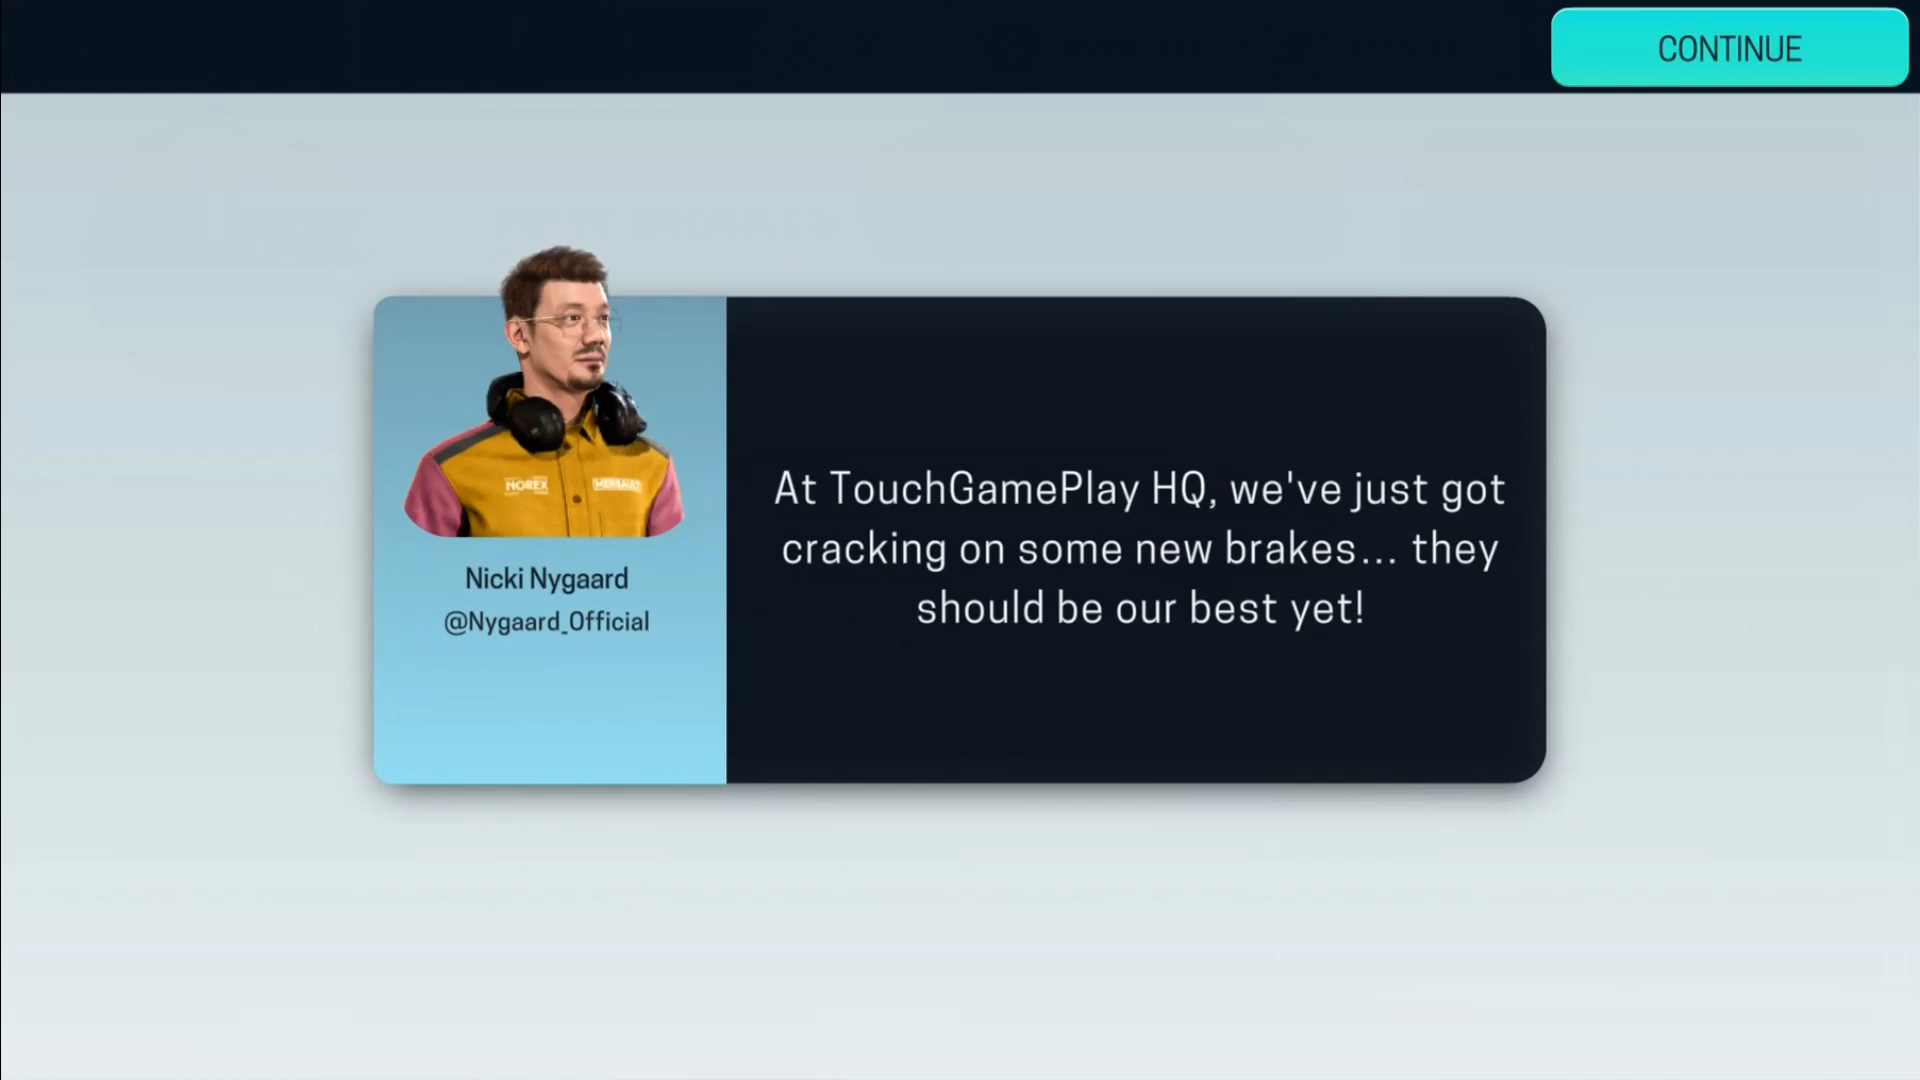 CONTINUE
NOREX
Nicki Nygaard
@Nygaard_Official
At TouchGamePlay HQ, we've just got
cracking on some new brakes... they
should be our best yet!